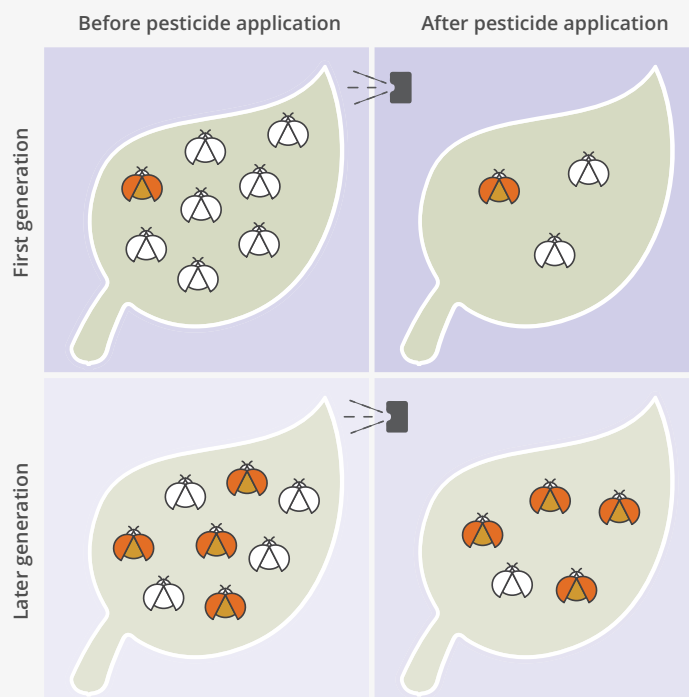 Before pesticide application
After pesticide application
First generation
Later generation